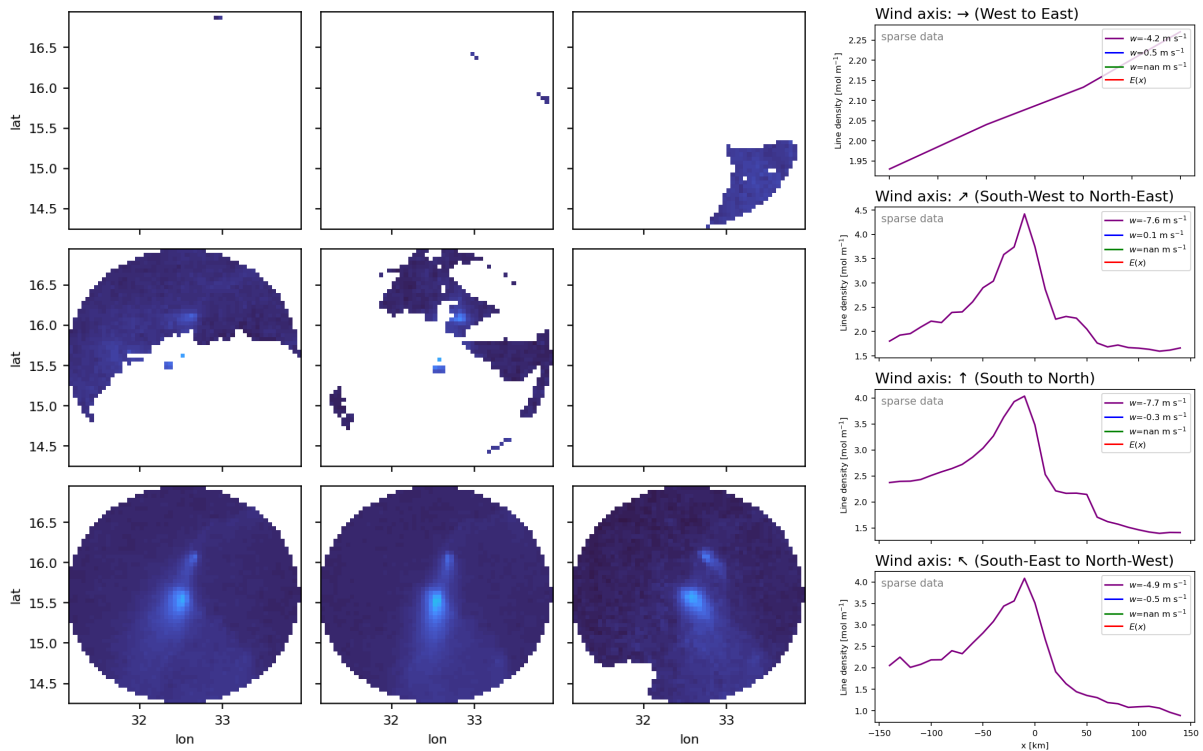 16.5
16.0
15.5
15.0
14.5
lat
16.5
16.0
15.5
15.0
14.5
lat
16.5
16.0
15.5
15.0
14.5
lat
32 33
lon
32 33
lon
32 33
lon
Wind axis: → (West to East)
sparse data
w=-4.2 m s⁻¹
w=0.5 m s⁻¹
w=nan m s⁻¹
E(x)
2.25
2.20
2.15
2.10
2.05
2.00
1.95
Line density [mol m⁻¹]
Wind axis: ↗ (South-West to North-East)
sparse data
w=-7.6 m s⁻¹
w=0.1 m s⁻¹
w=nan m s⁻¹
E(x)
4.5
4.0
3.5
3.0
2.5
2.0
1.5
Line density [mol m⁻¹]
Wind axis: ↑ (South to North)
sparse data
w=-7.7 m s⁻¹
w=-0.3 m s⁻¹
w=nan m s⁻¹
E(x)
4.0
3.5
3.0
2.5
2.0
1.5
Line density [mol m⁻¹]
Wind axis: ↖ (South-East to North-West)
sparse data
w=-4.9 m s⁻¹
w=-0.5 m s⁻¹
w=nan m s⁻¹
E(x)
4.0
3.5
3.0
2.5
2.0
1.5
1.0
Line density [mol m⁻¹]
−150 −100 −50 0 50 100 150
x [km]